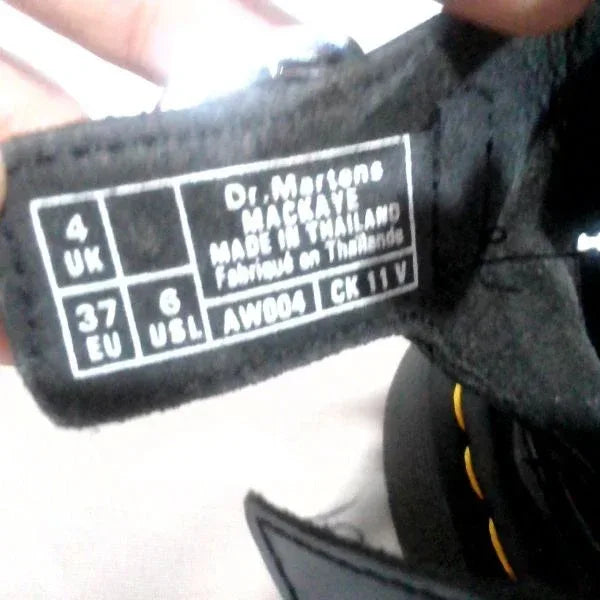 4
UK
37
EU
6
USL
Dr.Martens
MACKAYE
MADE IN THAILAND
Fabriqué en Thaïlande
AW004
CK 11 V